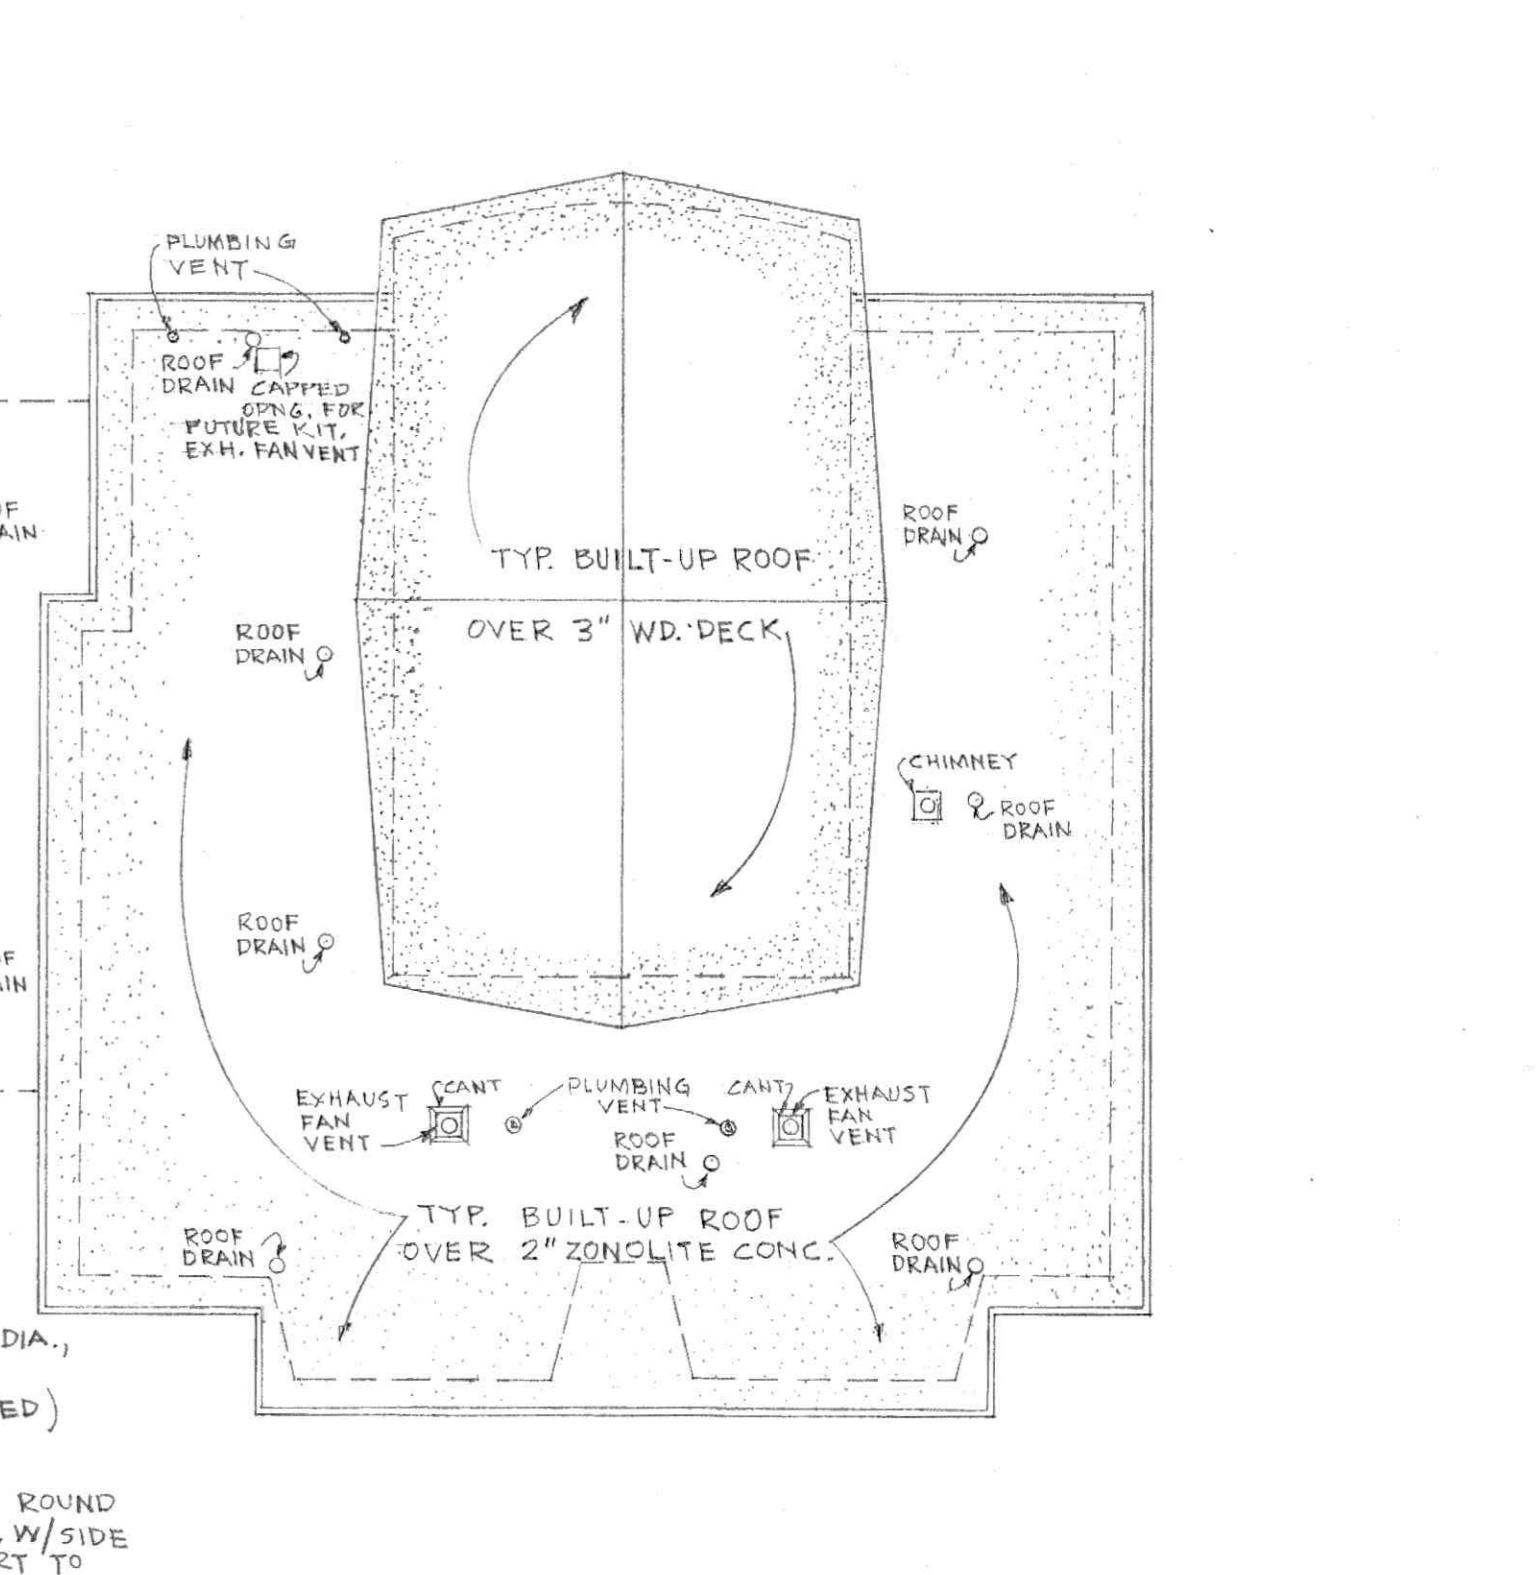 PLUMBING
VENT
ROOF
DRAIN
CAPPED
OPNG. FOR
FUTURE KIT.
EXH. FAN VENT
ROOF
DRAIN
TYP. BUILT-UP ROOF
OVER 3" WD. DECK
ROOF
DRAIN
CHIMNEY
ROOF
DRAIN
ROOF
DRAIN
EXHAUST
FAN
VENT
CANT
PLUMBING
VENT
CANT
EXHAUST
FAN
VENT
ROOF
DRAIN
TYP. BUILT-UP ROOF
OVER 2" ZONOLITE CONC.
ROOF
DRAIN
ROOF
DRAIN
DIA.,
ED)
ROUND
W/SIDE
RT TO